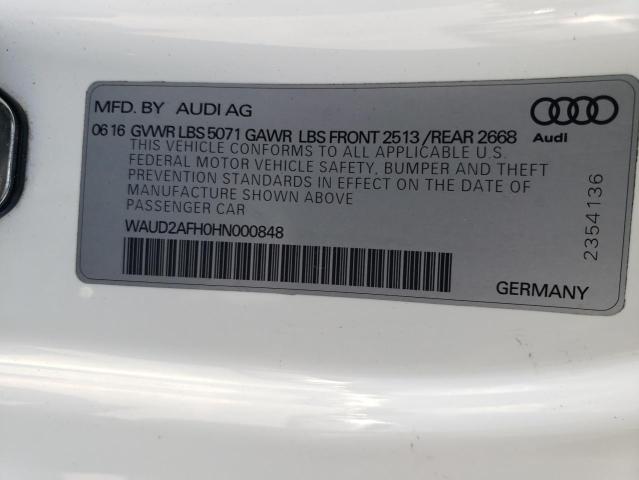 MFD. BY AUDI AG
06 16 GVWR LBS 5071 GAWR LBS FRONT 2513 /REAR 2668
Audi
THIS VEHICLE CONFORMS TO ALL APPLICABLE U.S.
FEDERAL MOTOR VEHICLE SAFETY, BUMPER AND THEFT
PREVENTION STANDARDS IN EFFECT ON THE DATE OF
MANUFACTURE SHOWN ABOVE
PASSENGER CAR
WAUD2AFH0HN000848
2354136
GERMANY